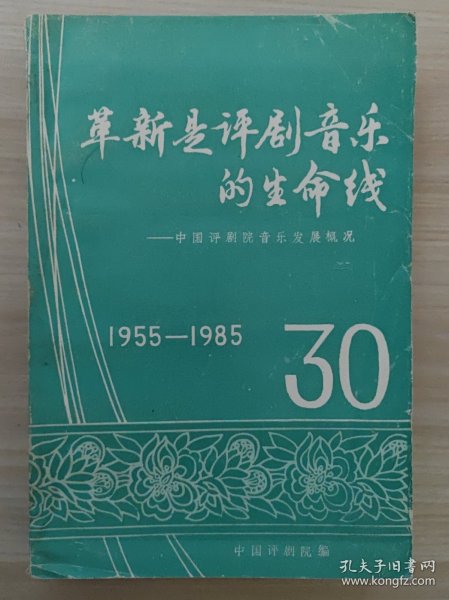 革新是评剧音乐
的生命线
——中国评剧院音乐发展概况
1955—1985
30
中国评剧院编
孔夫子旧书网
www.kongfz.com